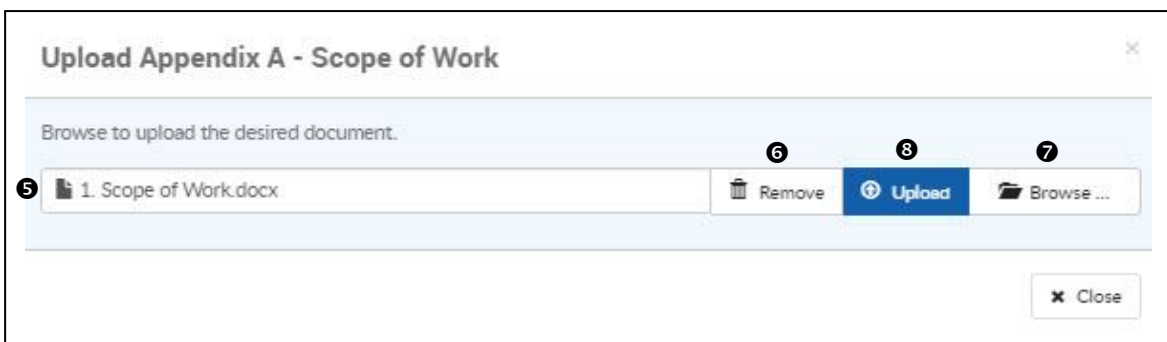 Upload Appendix A - Scope of Work ×
Browse to upload the desired document.
❻ ❽ ❼
❺ 1. Scope of Work.docx Remove Upload Browse ...
✖ Close